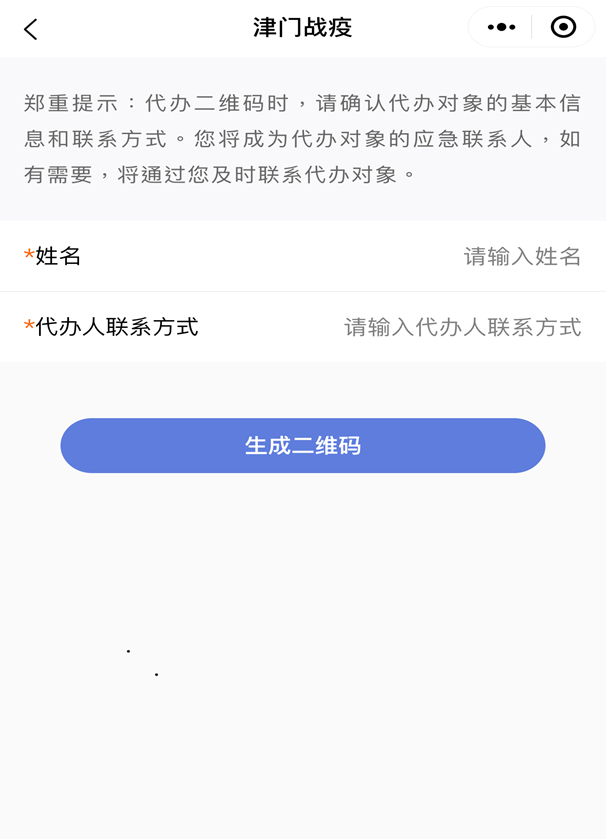 津门战疫
郑重提示：代办二维码时，请确认代办对象的基本信
息和联系方式。您将成为代办对象的应急联系人，如
有需要，将通过您及时联系代办对象。
*姓名 请输入姓名
*代办人联系方式 请输入代办人联系方式
生成二维码